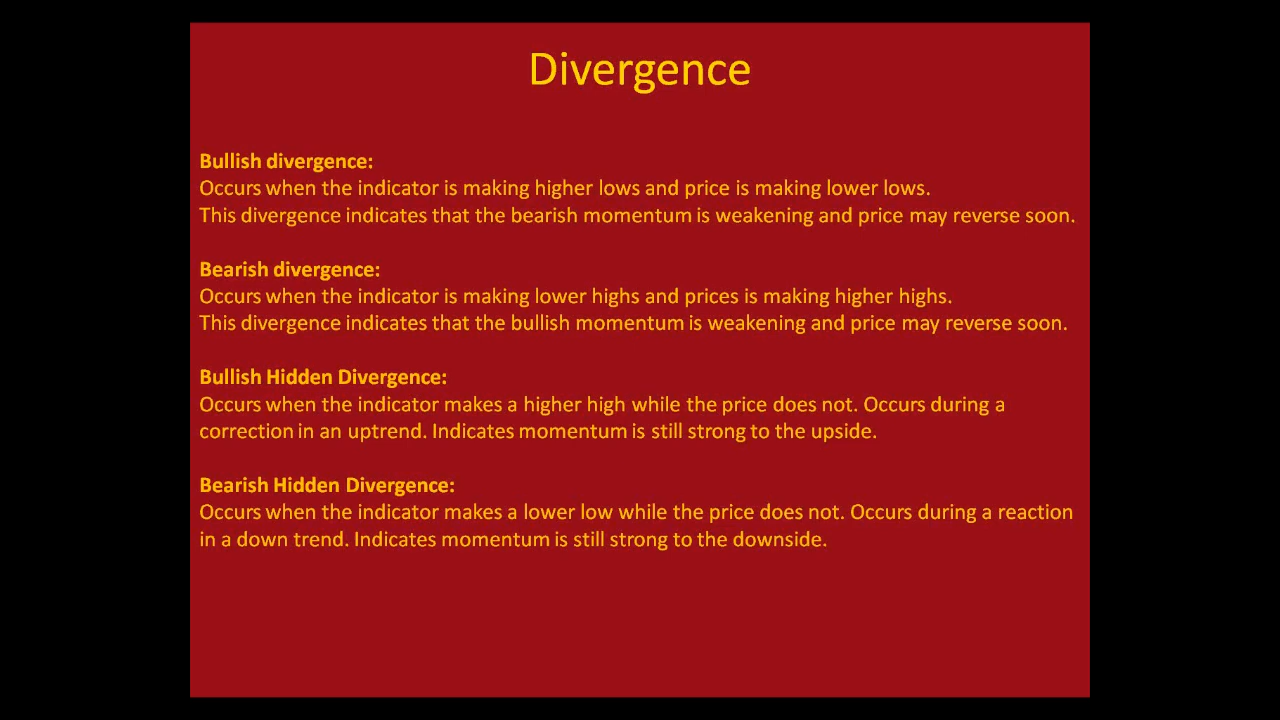 Divergence
Bullish divergence:
Occurs when the indicator is making higher lows and price is making lower lows.
This divergence indicates that the bearish momentum is weakening and price may reverse soon.
Bearish divergence:
Occurs when the indicator is making lower highs and prices is making higher highs.
This divergence indicates that the bullish momentum is weakening and price may reverse soon.
Bullish Hidden Divergence:
Occurs when the indicator makes a higher high while the price does not. Occurs during a
correction in an uptrend. Indicates momentum is still strong to the upside.
Bearish Hidden Divergence:
Occurs when the indicator makes a lower low while the price does not. Occurs during a reaction
in a down trend. Indicates momentum is still strong to the downside.